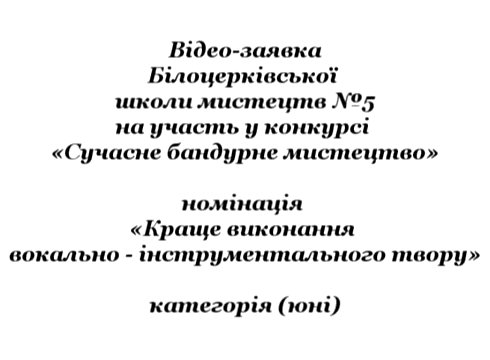 Відео-заявка
Білоцерківської
школи мистецтв №5
на участь у конкурсі
«Сучасне бандурне мистецтво»
номінація
«Краще виконання
вокально - інструментального твору»
категорія (юні)